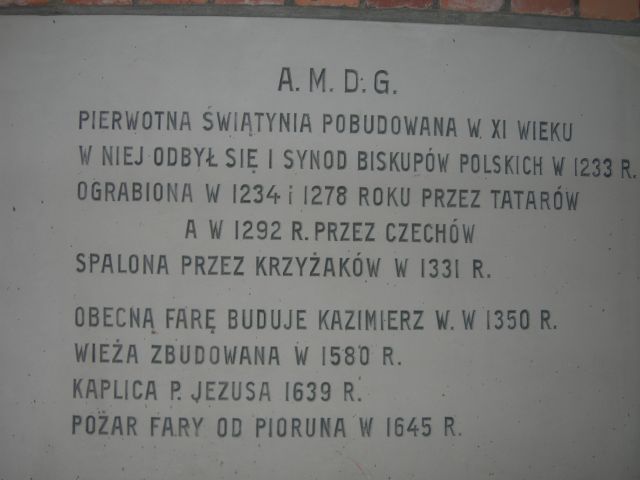 A. M. D. G.
PIERWOTNA ŚWIĄTYNIA POBUDOWANA W XI WIEKU
W NIEJ ODBYŁ SIĘ I SYNOD BISKUPÓW POLSKICH W 1233 R.
OGRABIONA W 1234 i 1278 ROKU PRZEZ TATARÓW
A W 1292 R. PRZEZ CZECHÓW
SPALONA PRZEZ KRZYŻAKÓW W 1331 R.
OBECNĄ FARĘ BUDUJE KAZIMIERZ W. W 1350 R.
WIEŻA ZBUDOWANA W 1580 R.
KAPLICA P. JEZUSA 1639 R.
POŻAR FARY OD PIORUNA W 1645 R.